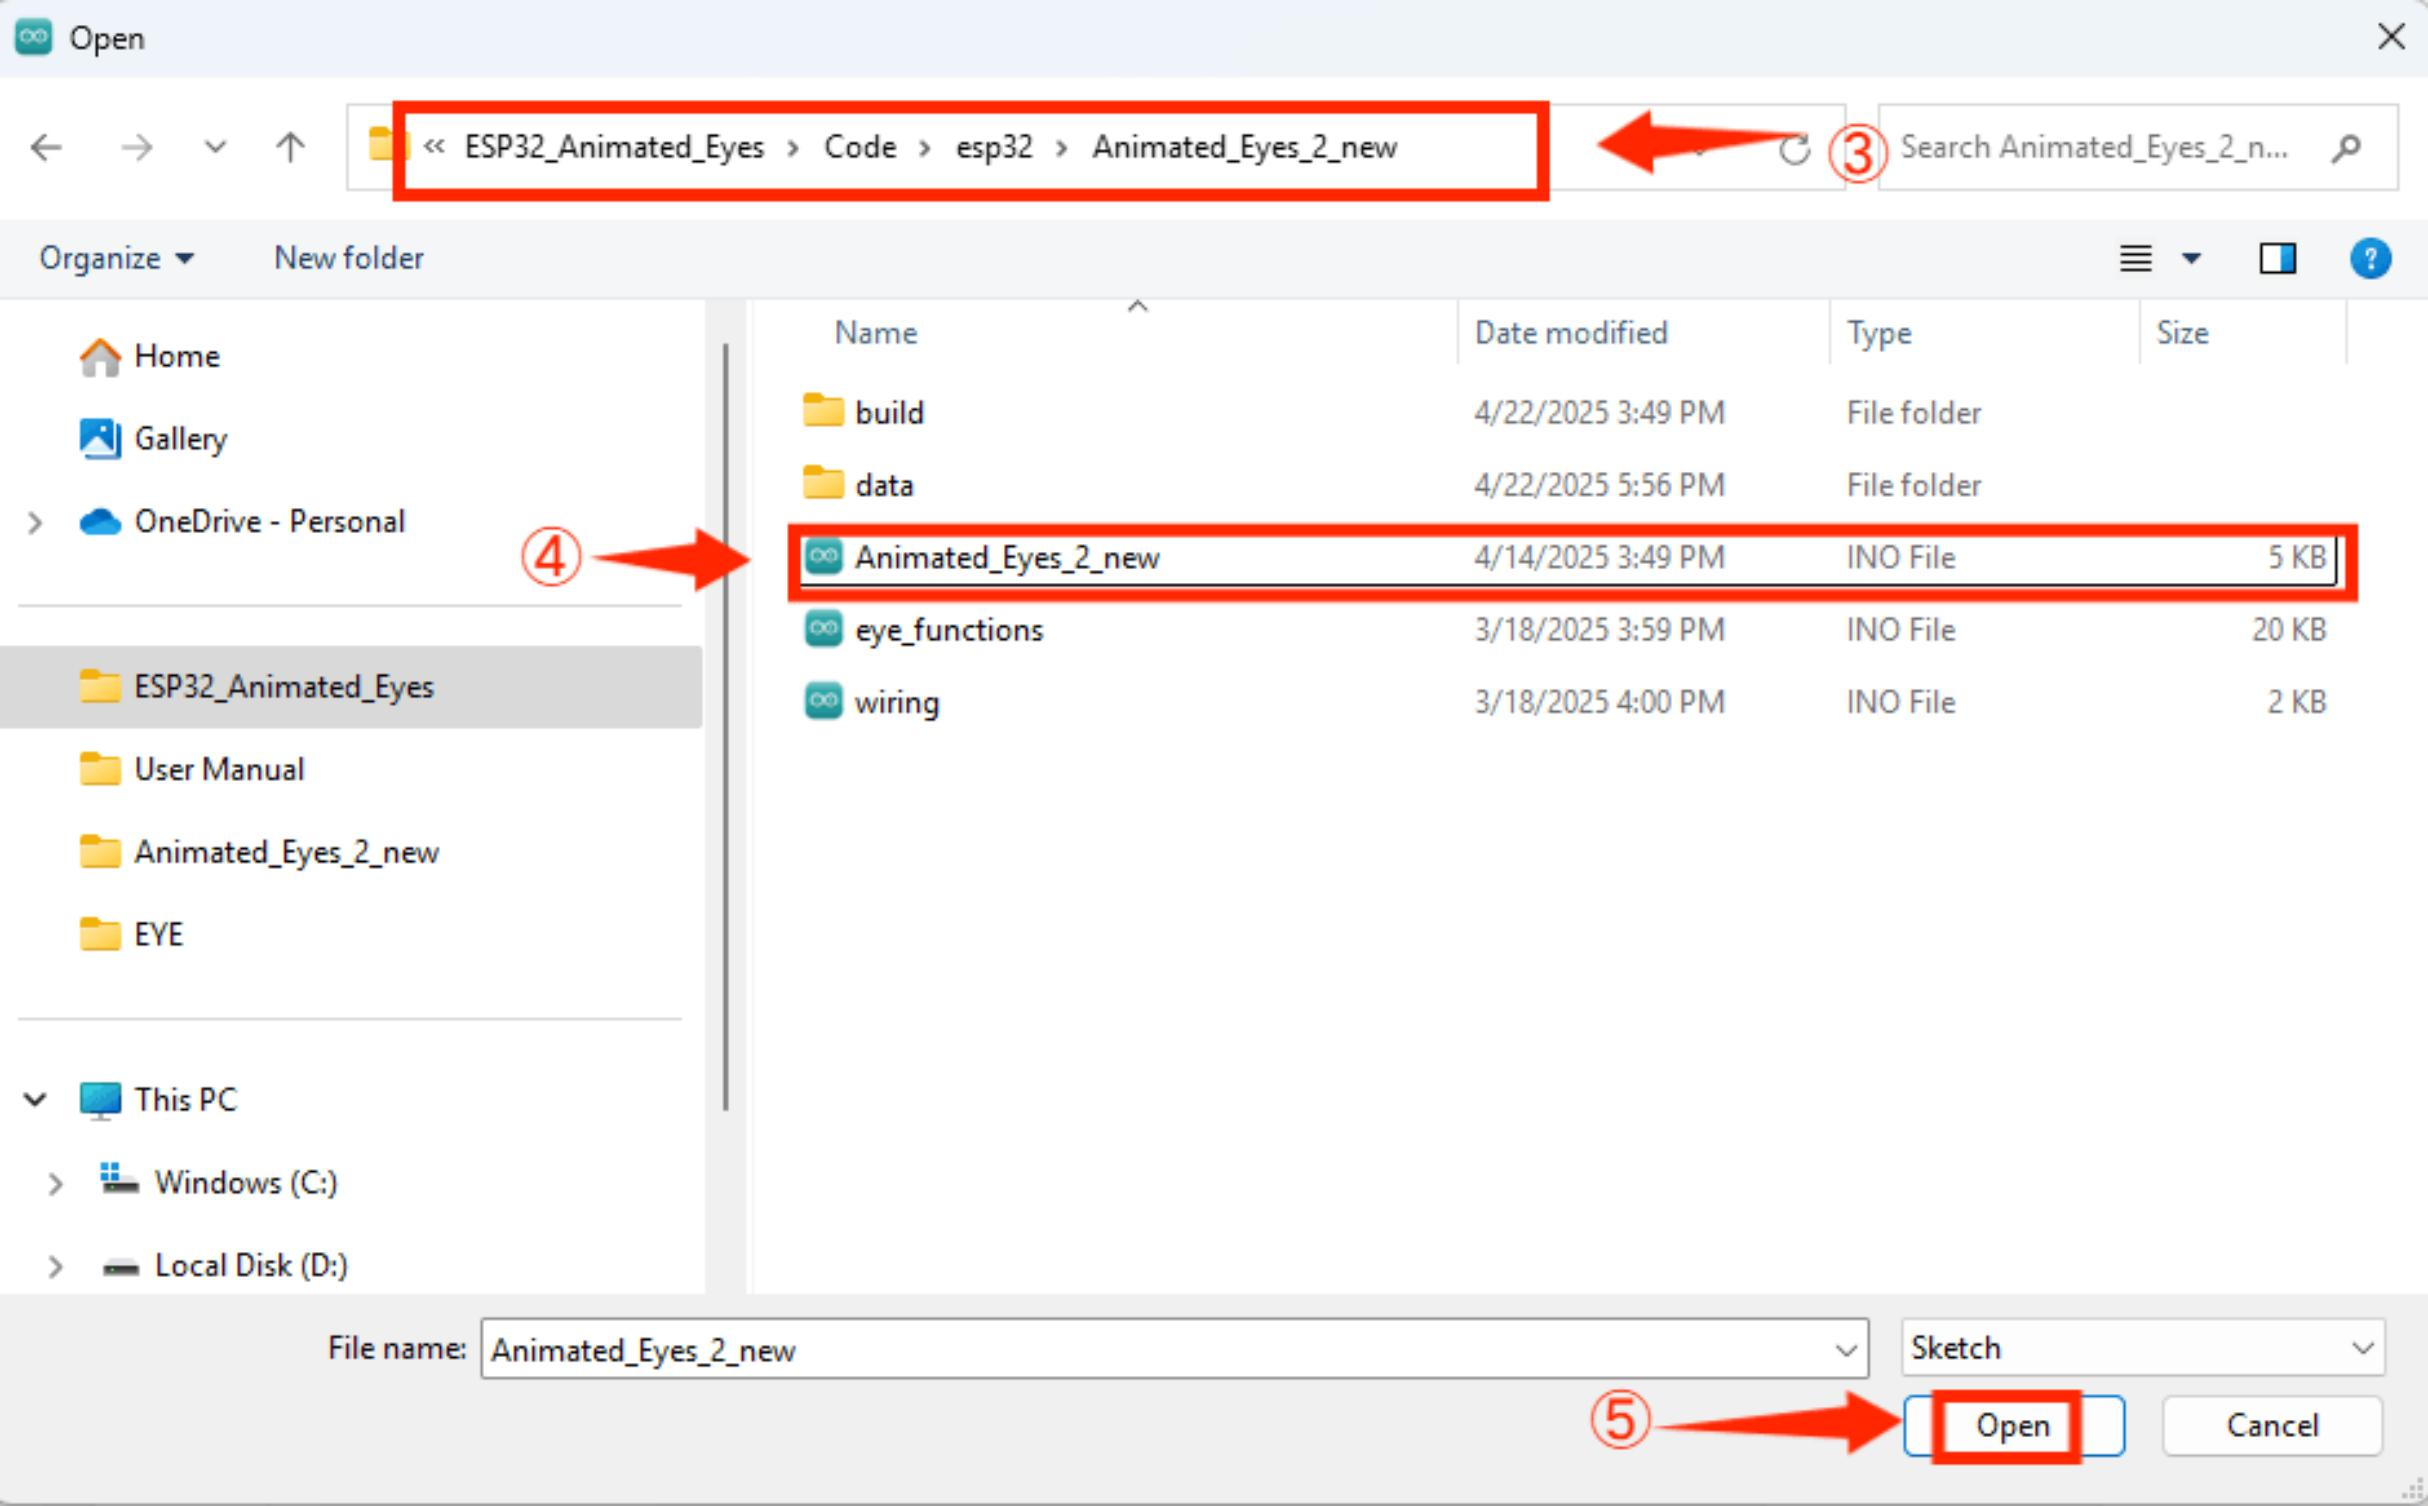 Open
« ESP32_Animated_Eyes › Code › esp32 › Animated_Eyes_2_new
③
Search Animated_Eyes_2_n...
Organize
New folder
?
Home
Gallery
OneDrive - Personal
ESP32_Animated_Eyes
User Manual
Animated_Eyes_2_new
EYE
This PC
Windows (C:)
Local Disk (D:)
Name Date modified Type Size
build 4/22/2025 3:49 PM File folder
data 4/22/2025 5:56 PM File folder
④ Animated_Eyes_2_new 4/14/2025 3:49 PM INO File 5 KB
eye_functions 3/18/2025 3:59 PM INO File 20 KB
wiring 3/18/2025 4:00 PM INO File 2 KB
File name: Animated_Eyes_2_new Sketch
⑤ Open Cancel